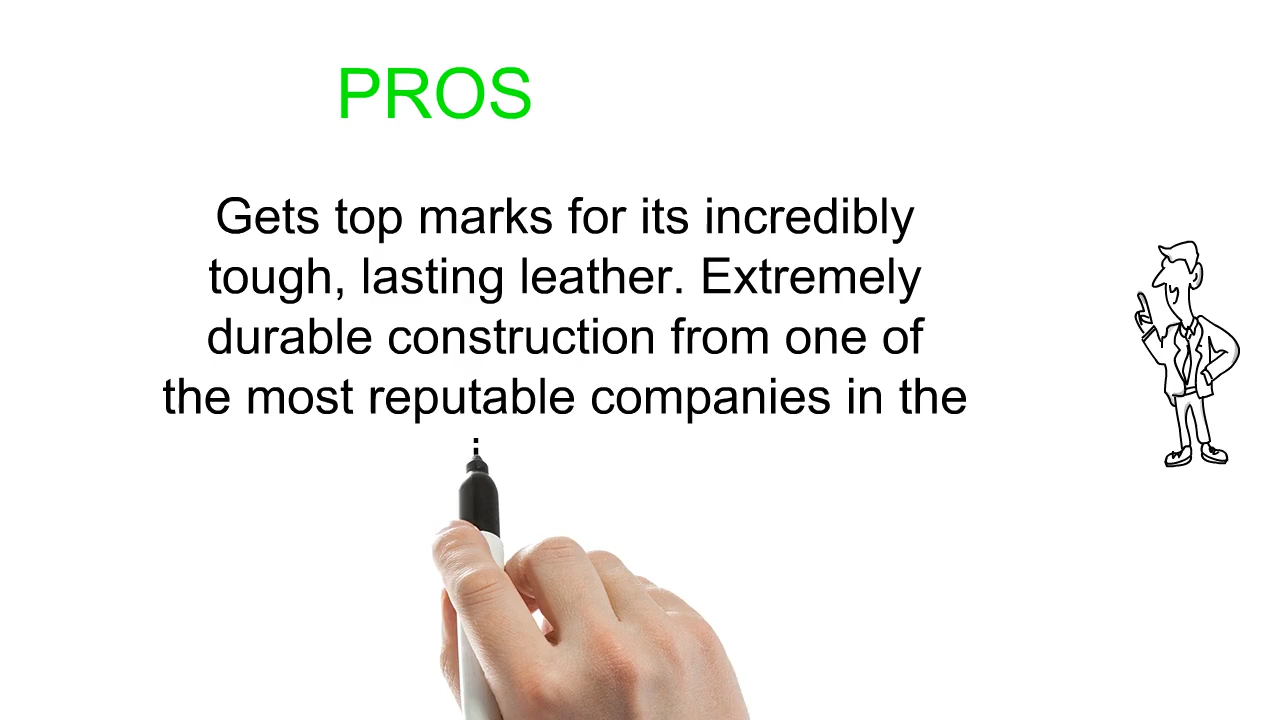 PROS
Gets top marks for its incredibly
tough, lasting leather. Extremely
durable construction from one of
the most reputable companies in the
i